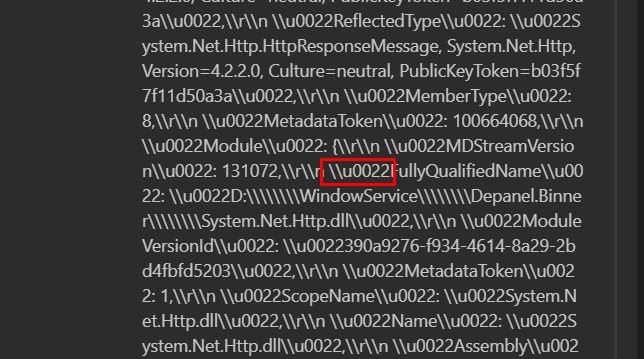 3a\\u0022,\\r\\n \\u0022ReflectedType\\u0022: \\u0022S
ystem.Net.Http.HttpResponseMessage, System.Net.Http,
Version=4.2.2.0, Culture=neutral, PublicKeyToken=b03f5f
7f11d50a3a\\u0022,\\r\\n \\u0022MemberType\\u0022:
8,\\r\\n \\u0022MetadataToken\\u0022: 100664068,\\r\\n
\\u0022Module\\u0022: {\\r\\n \\u0022MDStreamVersio
n\\u0022: 131072,\\r\\n \\u0022FullyQualifiedName\\u00
22: \\u0022D:\\\\\\\\WindowService\\\\\\\\Depanel.Binne
r\\\\\\\\System.Net.Http.dll\\u0022,\\r\\n \\u0022Module
VersionId\\u0022: \\u0022390a9276-f934-4614-8a29-2b
d4fbfd5203\\u0022,\\r\\n \\u0022MetadataToken\\u002
2: 1,\\r\\n \\u0022ScopeName\\u0022: \\u0022System.N
et.Http.dll\\u0022,\\r\\n \\u0022Name\\u0022: \\u0022S
ystem.Net.Http.dll\\u0022,\\r\\n \\u0022Assembly\\u002